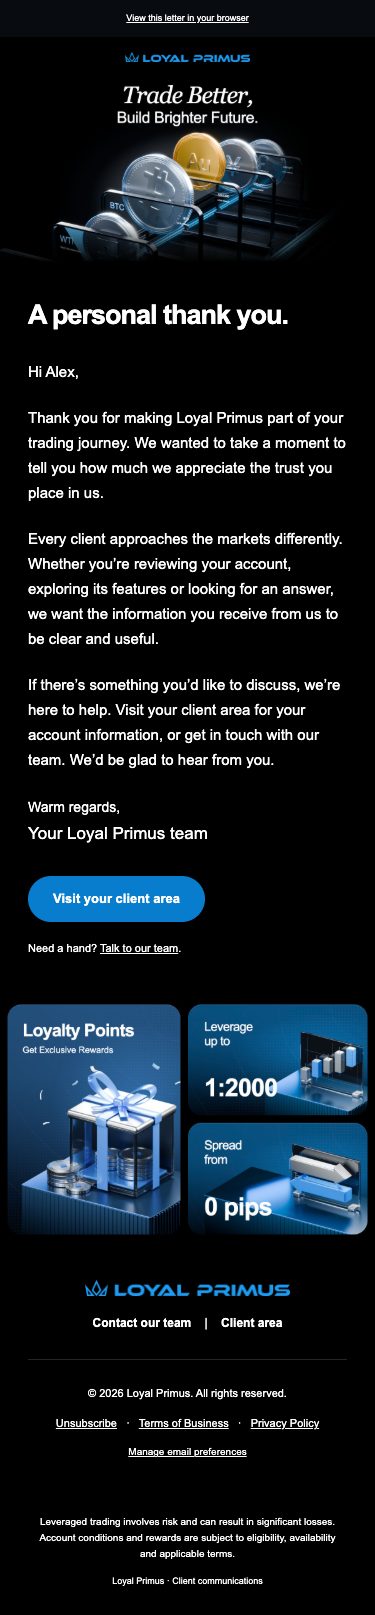 View this letter in your browser
LOYAL PRIMUS
Trade Better,
Build Brighter Future.
BTC
Au
A personal thank you.
Hi Alex,
Thank you for making Loyal Primus part of your
trading journey. We wanted to take a moment to
tell you how much we appreciate the trust you
place in us.
Every client approaches the markets differently.
Whether you’re reviewing your account,
exploring its features or looking for an answer,
we want the information you receive from us to
be clear and useful.
If there’s something you’d like to discuss, we’re
here to help. Visit your client area for your
account information, or get in touch with our
team. We’d be glad to hear from you.
Warm regards,
Your Loyal Primus team
Visit your client area
Need a hand? Talk to our team.
Loyalty Points
Get Exclusive Rewards
Leverage
up to
1:2000
Spread
from
0 pips
LOYAL PRIMUS
Contact our team | Client area
© 2026 Loyal Primus. All rights reserved.
Unsubscribe · Terms of Business · Privacy Policy
Manage email preferences
Leveraged trading involves risk and can result in significant losses.
Account conditions and rewards are subject to eligibility, availability
and applicable terms.
Loyal Primus · Client communications